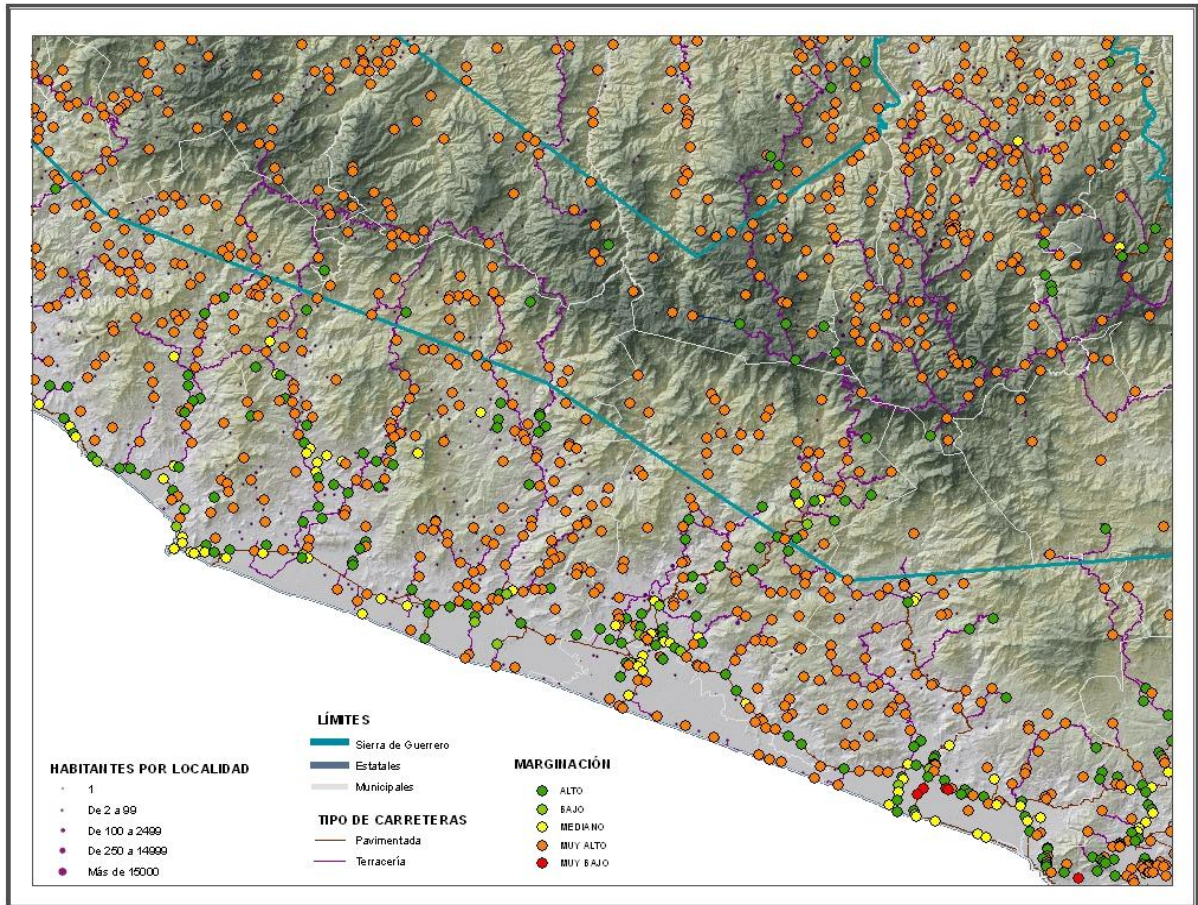 HABITANTES POR LOCALIDAD
1
De 2 a 99
De 100 a 2499
De 250 a 14999
Más de 15000
LÍMITES
Sierra de Guerrero
Estatales
Municipales
TIPO DE CARRETERAS
Pavimentada
Terracería
MARGINACIÓN
ALTO
BAJO
MEDIANO
MUY ALTO
MUY BAJO